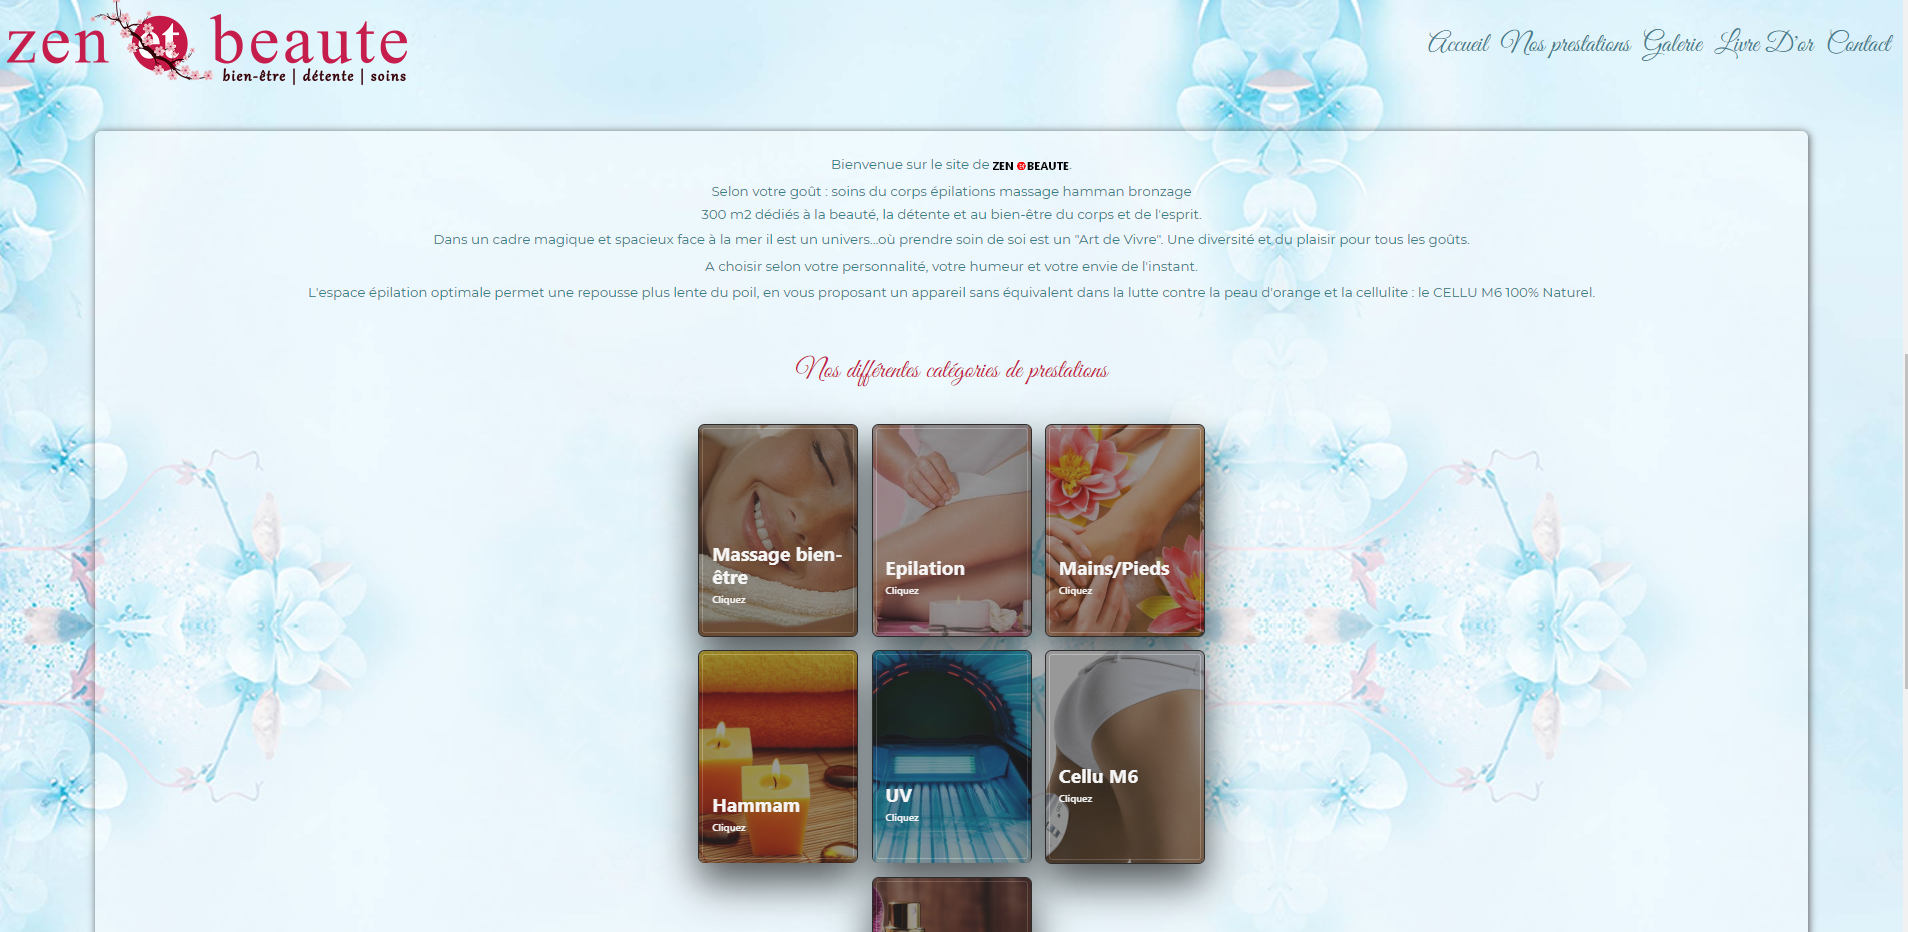 zen et beaute
bien-être | détente | soins
Accueil Nos prestations Galerie Livre D'or Contact
Bienvenue sur le site de ZEN et BEAUTE.
Selon votre goût : soins du corps épilations massage hamman bronzage
300 m2 dédiés à la beauté, la détente et au bien-être du corps et de l'esprit.
Dans un cadre magique et spacieux face à la mer il est un univers...où prendre soin de soi est un "Art de Vivre". Une diversité et du plaisir pour tous les goûts.
A choisir selon votre personnalité, votre humeur et votre envie de l'instant.
L'espace épilation optimale permet une repousse plus lente du poil, en vous proposant un appareil sans équivalent dans la lutte contre la peau d'orange et la cellulite : le CELLU M6 100% Naturel.
Nos différentes catégories de prestations
Massage bien-
être
Cliquez
Epilation
Cliquez
Mains/Pieds
Cliquez
Hammam
Cliquez
UV
Cliquez
Cellu M6
Cliquez